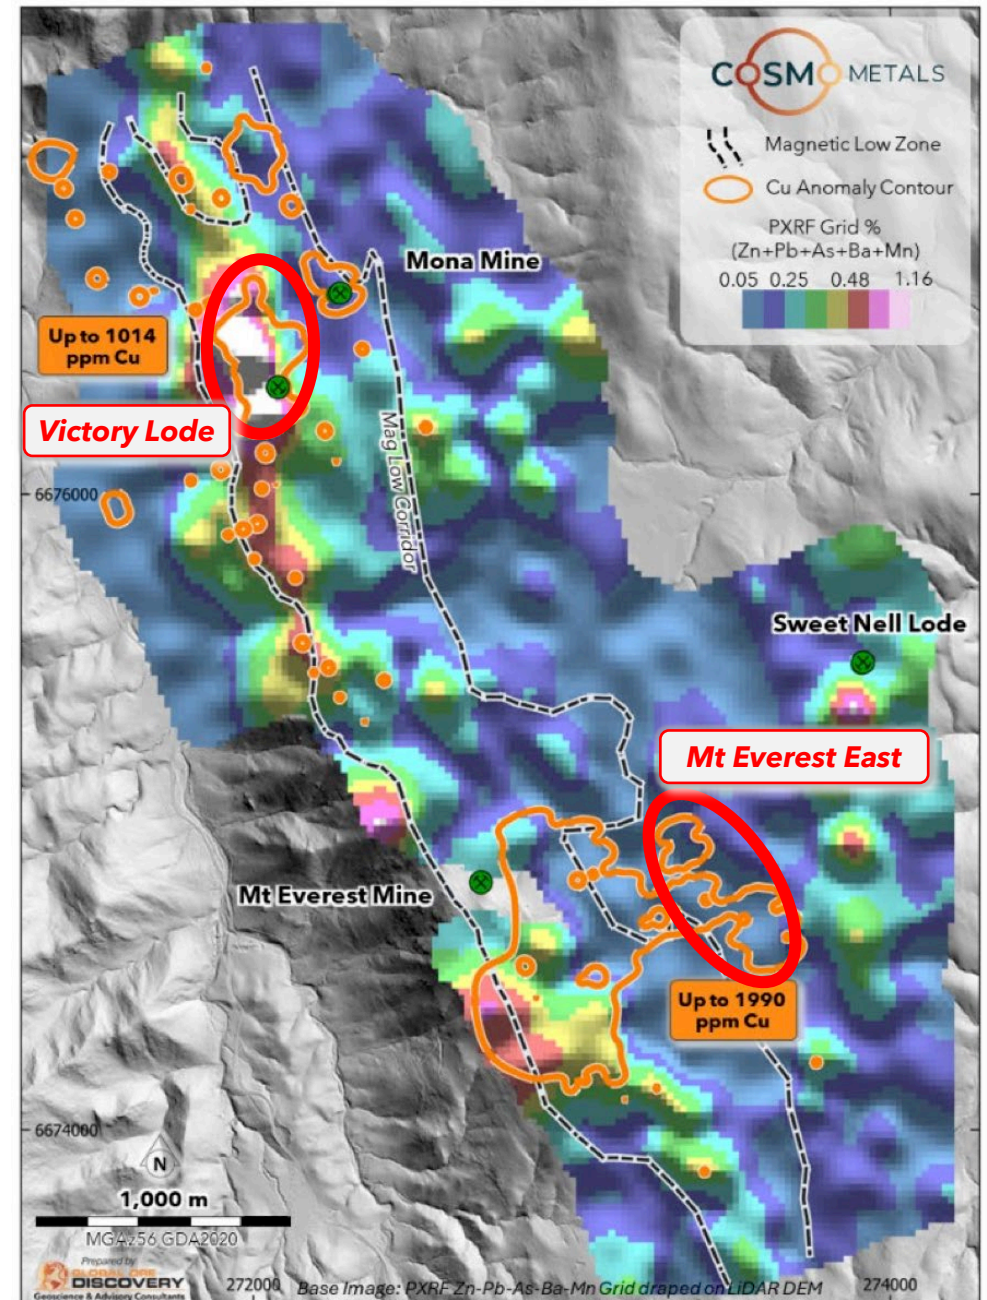 COSMO METALS
Magnetic Low Zone
Cu Anomaly Contour
PXRF Grid %
(Zn+Pb+As+Ba+Mn)
0.05 0.25 0.48 1.16
Mona Mine
Up to 1014
ppm Cu
Victory Lode
Mag Low Corridor
6676000
Sweet Nell Lode
Mt Everest East
Mt Everest Mine
Up to 1990
ppm Cu
6674000
N
1,000 m
MGAz56 GDA2020
Prepared by
GLOBAL ORE
DISCOVERY
Geoscience & Advisory Consultants
272000
Base Image: PXRF Zn-Pb-As-Ba-Mn Grid draped on LiDAR DEM
274000